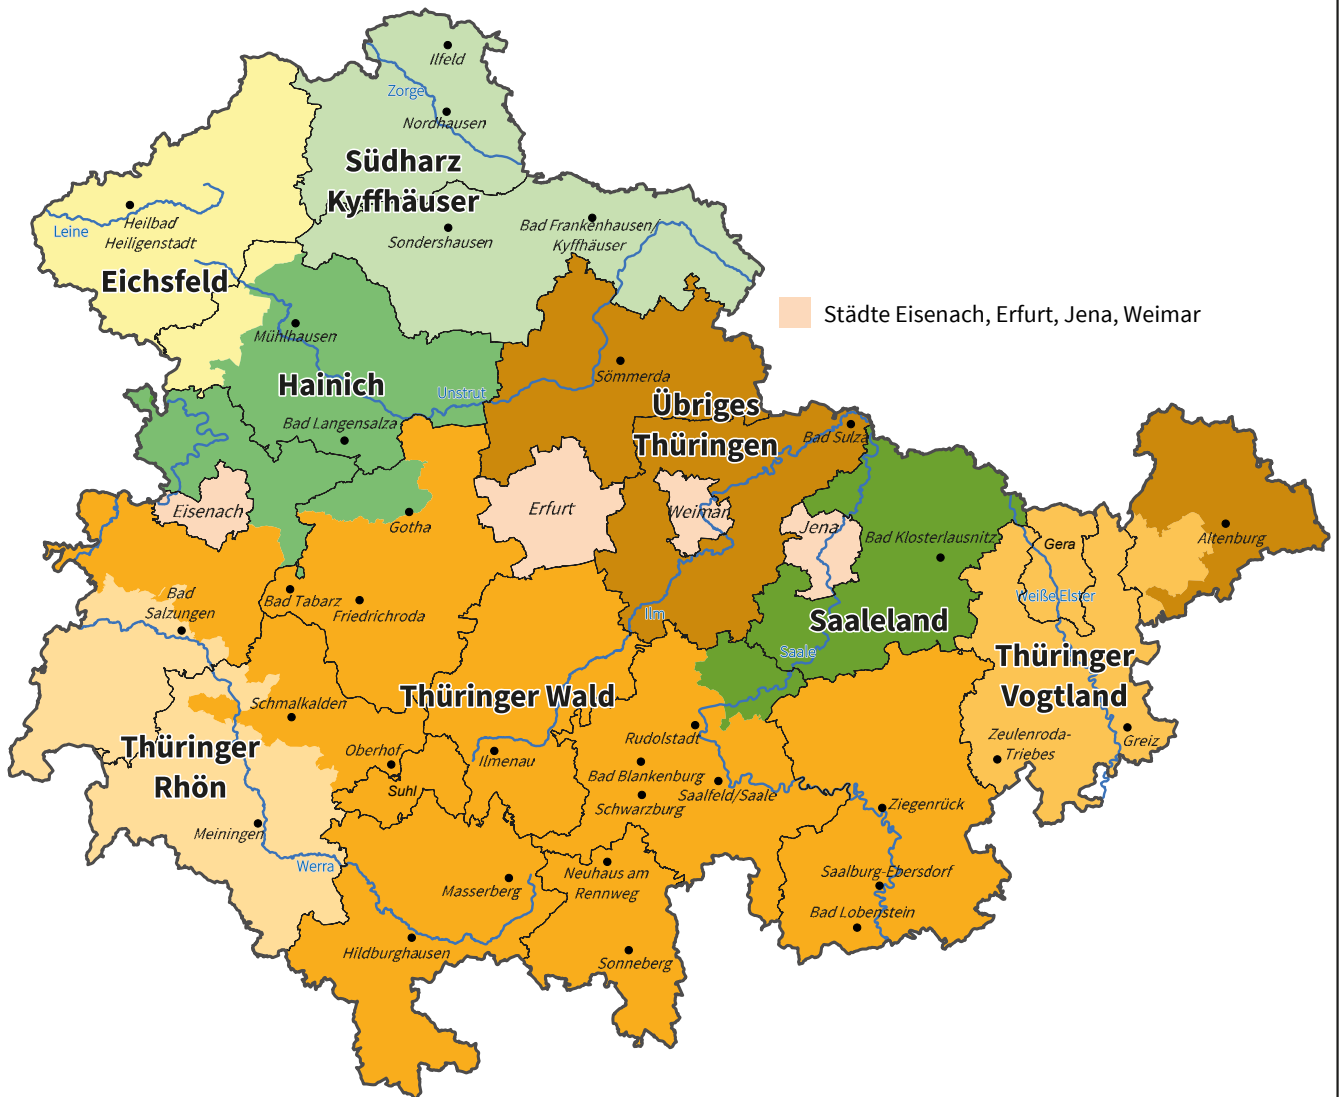 Ilfeld
Zorge
Nordhausen
Südharz
Kyffhäuser
Heilbad
Heiligenstadt
Leine
Sondershausen
Bad Frankenhausen/
Kyffhäuser
Eichsfeld
Städte Eisenach, Erfurt, Jena, Weimar
Mühlhausen
Hainich
Unstrut
Sömmerda
Übriges
Thüringen
Bad Langensalza
Bad Sulza
Eisenach
Gotha
Erfurt
Weimar
Jena
Bad Klosterlausnitz
Gera
Altenburg
Bad
Salzungen
Bad Tabarz
Friedrichroda
Ilm
Saaleland
Weiße Elster
Saale
Thüringer
Vogtland
Schmalkalden
Thüringer Wald
Thüringer
Rhön
Oberhof
Suhl
Ilmenau
Rudolstadt
Bad Blankenburg
Schwarzburg
Saalfeld/Saale
Zeulenroda-
Triebes
Greiz
Ziegenrück
Meiningen
Werra
Masserberg
Neuhaus am
Rennweg
Saalburg-Ebersdorf
Bad Lobenstein
Hildburghausen
Sonneberg